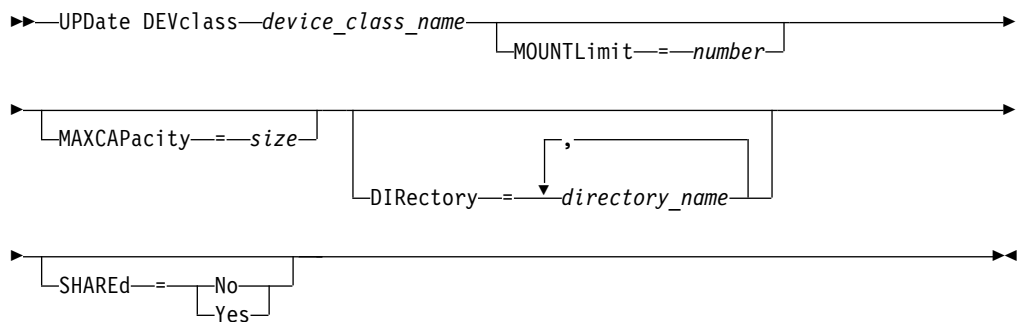 UPDate DEVclass device_class_name
MOUNTLimit = number
MAXCAPacity = size
,
DIRectory = directory_name
SHAREd = No
Yes